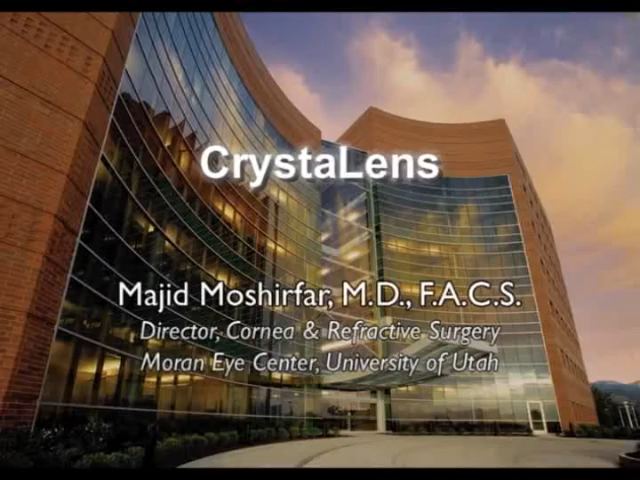 CrystaLens
Majid Moshirfar, M.D., F.A.C.S.
Director, Cornea & Refractive Surgery
Moran Eye Center, University of Utah